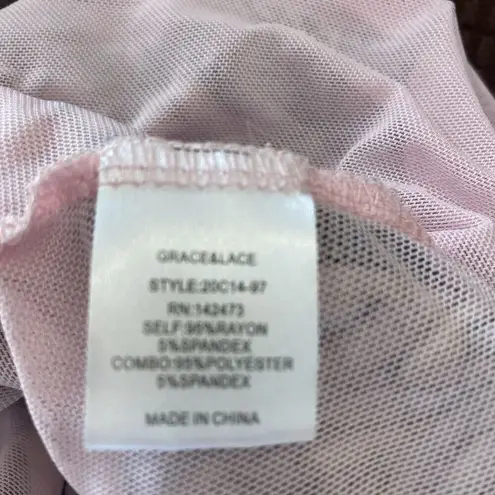 GRACE&LACE
STYLE:20C14-97
RN:142473
SELF:95%RAYON
5%SPANDEX
COMBO:95%POLYESTER
5%SPANDEX
MADE IN CHINA